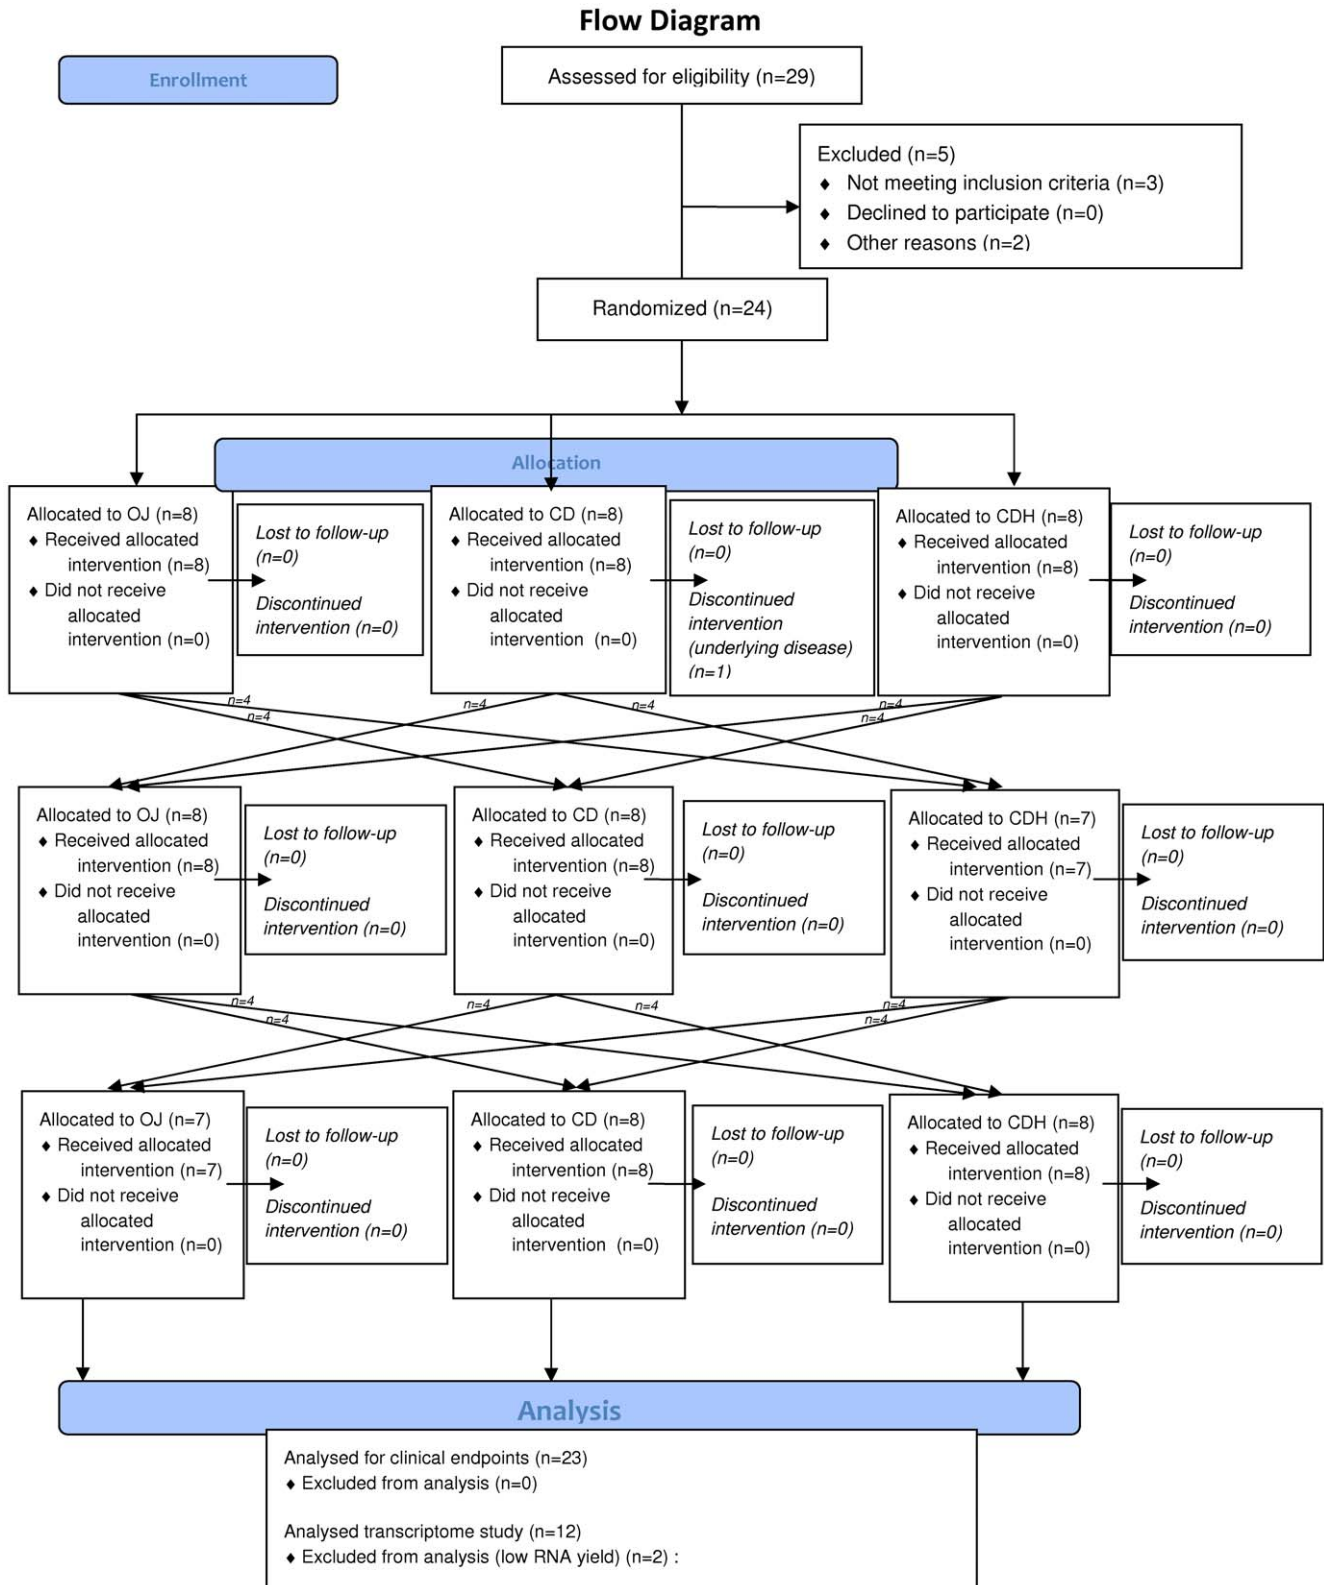 Flow Diagram
Enrollment
Assessed for eligibility (n=29)
Excluded (n=5)
♦ Not meeting inclusion criteria (n=3)
♦ Declined to participate (n=0)
♦ Other reasons (n=2)
Randomized (n=24)
Allocation
Allocated to OJ (n=8)
♦ Received allocated
intervention (n=8)
♦ Did not receive
allocated
intervention (n=0)
Lost to follow-up
(n=0)
Discontinued
intervention (n=0)
Allocated to CD (n=8)
♦ Received allocated
intervention (n=8)
♦ Did not receive
allocated
intervention (n=0)
Lost to follow-up
(n=0)
Discontinued
intervention
(underlying disease)
(n=1)
Allocated to CDH (n=8)
♦ Received allocated
intervention (n=8)
♦ Did not receive
allocated
intervention (n=0)
Lost to follow-up
(n=0)
Discontinued
intervention (n=0)
n=4
n=4
n=4
n=4
n=4
n=4
Allocated to OJ (n=8)
♦ Received allocated
intervention (n=8)
♦ Did not receive
allocated
intervention (n=0)
Lost to follow-up
(n=0)
Discontinued
intervention (n=0)
Allocated to CD (n=8)
♦ Received allocated
intervention (n=8)
♦ Did not receive
allocated
intervention (n=0)
Lost to follow-up
(n=0)
Discontinued
intervention (n=0)
Allocated to CDH (n=7)
♦ Received allocated
intervention (n=7)
♦ Did not receive
allocated
intervention (n=0)
Lost to follow-up
(n=0)
Discontinued
intervention (n=0)
n=4
n=4
n=4
n=4
n=4
n=4
Allocated to OJ (n=7)
♦ Received allocated
intervention (n=7)
♦ Did not receive
allocated
intervention (n=0)
Lost to follow-up
(n=0)
Discontinued
intervention (n=0)
Allocated to CD (n=8)
♦ Received allocated
intervention (n=8)
♦ Did not receive
allocated
intervention (n=0)
Lost to follow-up
(n=0)
Discontinued
intervention (n=0)
Allocated to CDH (n=8)
♦ Received allocated
intervention (n=8)
♦ Did not receive
allocated
intervention (n=0)
Lost to follow-up
(n=0)
Discontinued
intervention (n=0)
Analysis
Analysed for clinical endpoints (n=23)
♦ Excluded from analysis (n=0)
Analysed transcriptome study (n=12)
♦ Excluded from analysis (low RNA yield) (n=2) :